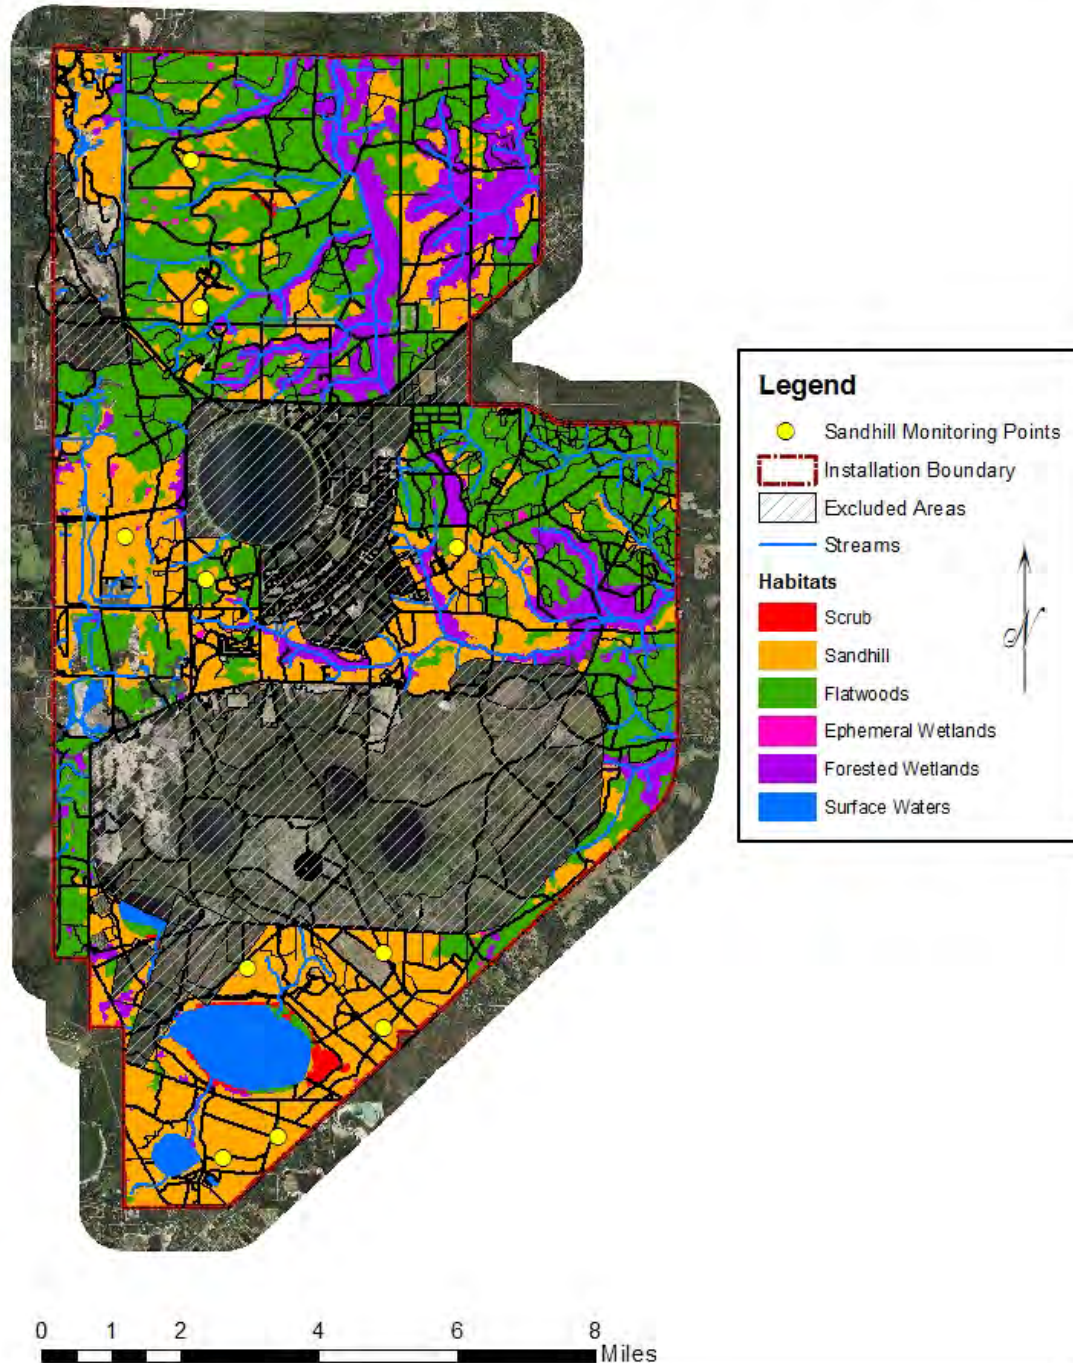 Legend
Sandhill Monitoring Points
Installation Boundary
Excluded Areas
Streams
Habitats
Scrub
Sandhill
Flatwoods
Ephemeral Wetlands
Forested Wetlands
Surface Waters
N
0 1 2 4 6 8
Miles